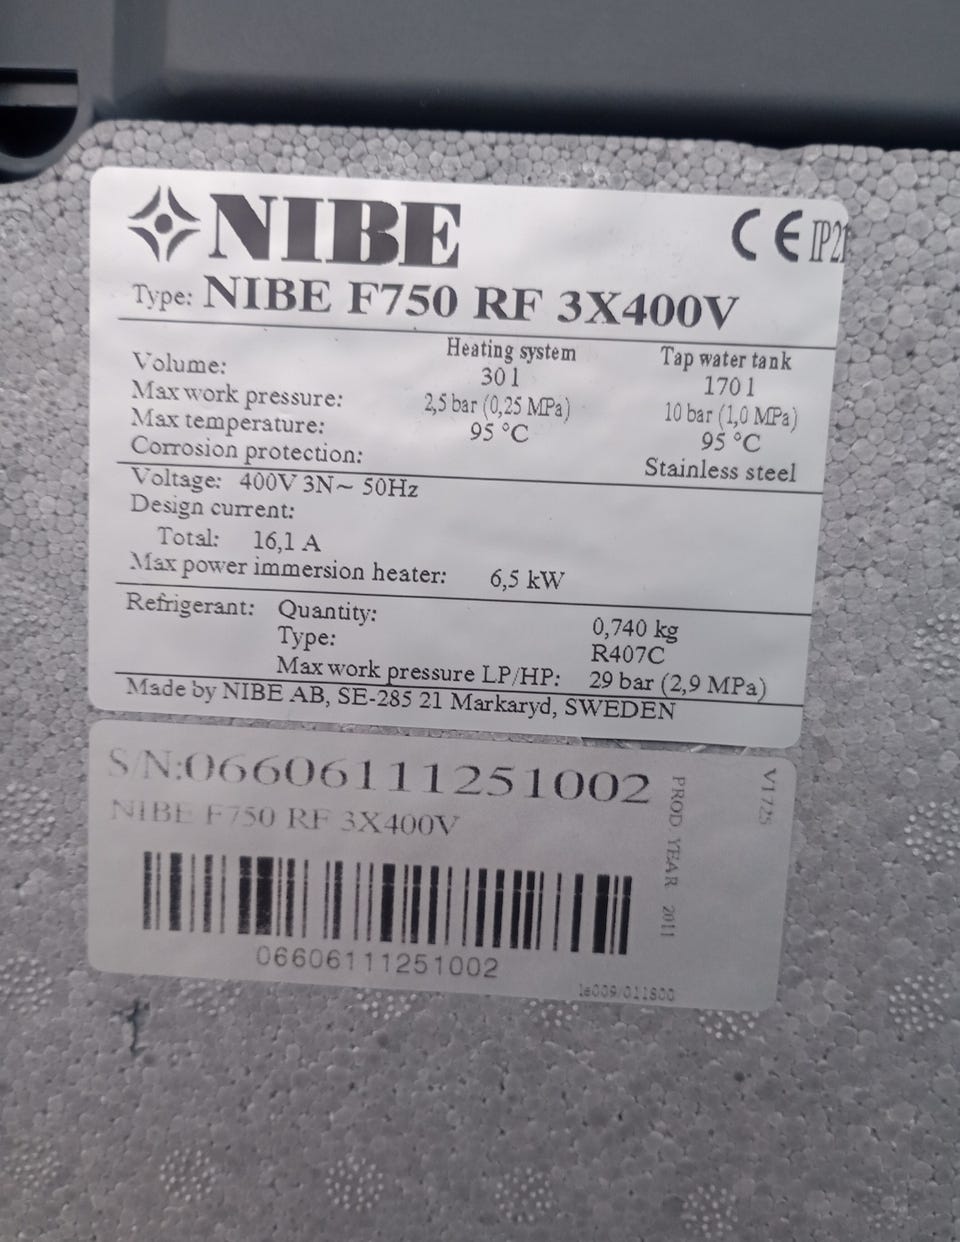 NIBE
CE IP21
Type: NIBE F750 RF 3X400V
Heating system Tap water tank
Volume: 30 l 170 l
Max work pressure: 2,5 bar (0,25 MPa) 10 bar (1,0 MPa)
Max temperature: 95 °C 95 °C
Corrosion protection: Stainless steel
Voltage: 400V 3N~ 50Hz
Design current:
Total: 16,1 A
Max power immersion heater: 6,5 kW
Refrigerant: Quantity: 0,740 kg
Type: R407C
Max work pressure LP/HP: 29 bar (2,9 MPa)
Made by NIBE AB, SE-285 21 Markaryd, SWEDEN
S/N:06606111251002
NIBE F750 RF 3X400V
06606111251002
PROD. YEAR 2011
V1725